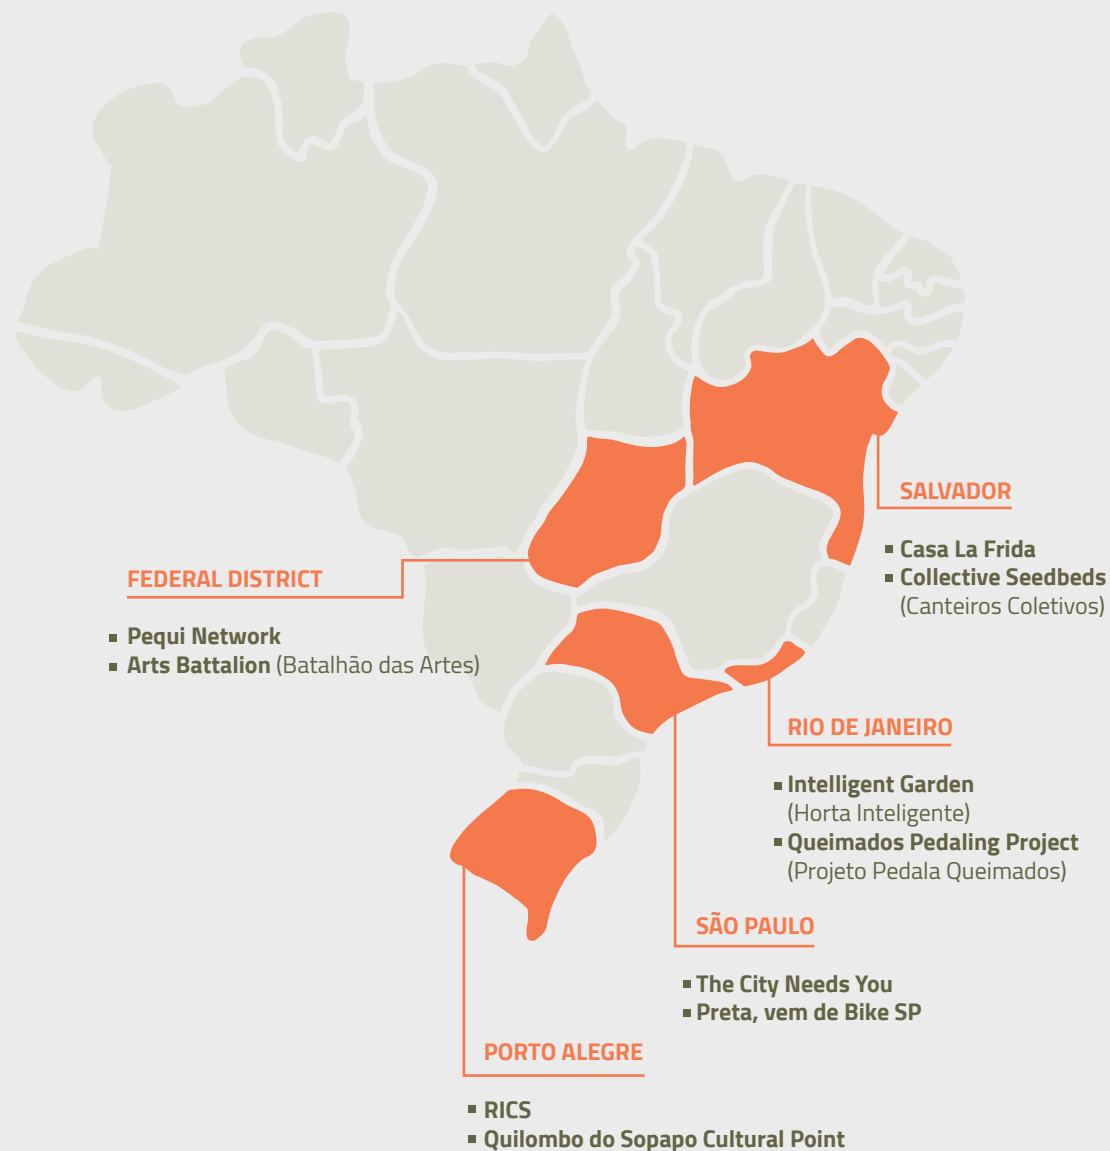 SALVADOR
▪ Casa La Frida
▪ Collective Seedbeds
(Canteiros Coletivos)
FEDERAL DISTRICT
▪ Pequi Network
▪ Arts Battalion (Batalhão das Artes)
RIO DE JANEIRO
▪ Intelligent Garden
(Horta Inteligente)
▪ Queimados Pedaling Project
(Projeto Pedala Queimados)
SÃO PAULO
▪ The City Needs You
▪ Preta, vem de Bike SP
PORTO ALEGRE
▪ RICS
▪ Quilombo do Sopapo Cultural Point